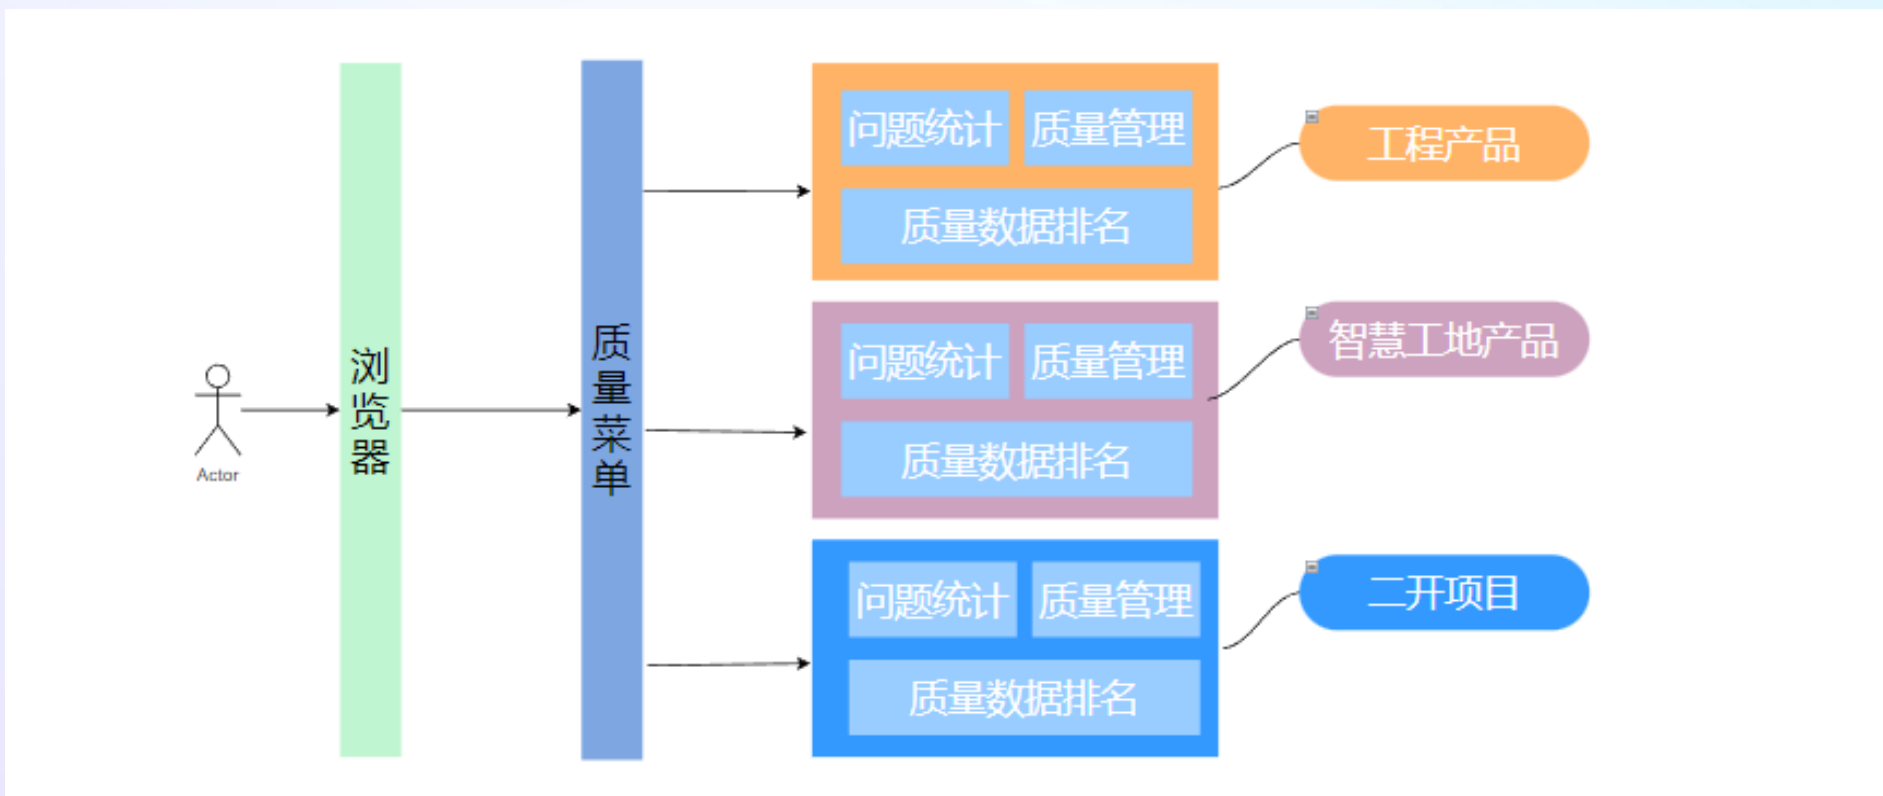 Actor
浏览器
质量菜单
问题统计
质量管理
质量数据排名
工程产品
问题统计
质量管理
质量数据排名
智慧工地产品
问题统计
质量管理
质量数据排名
二开项目